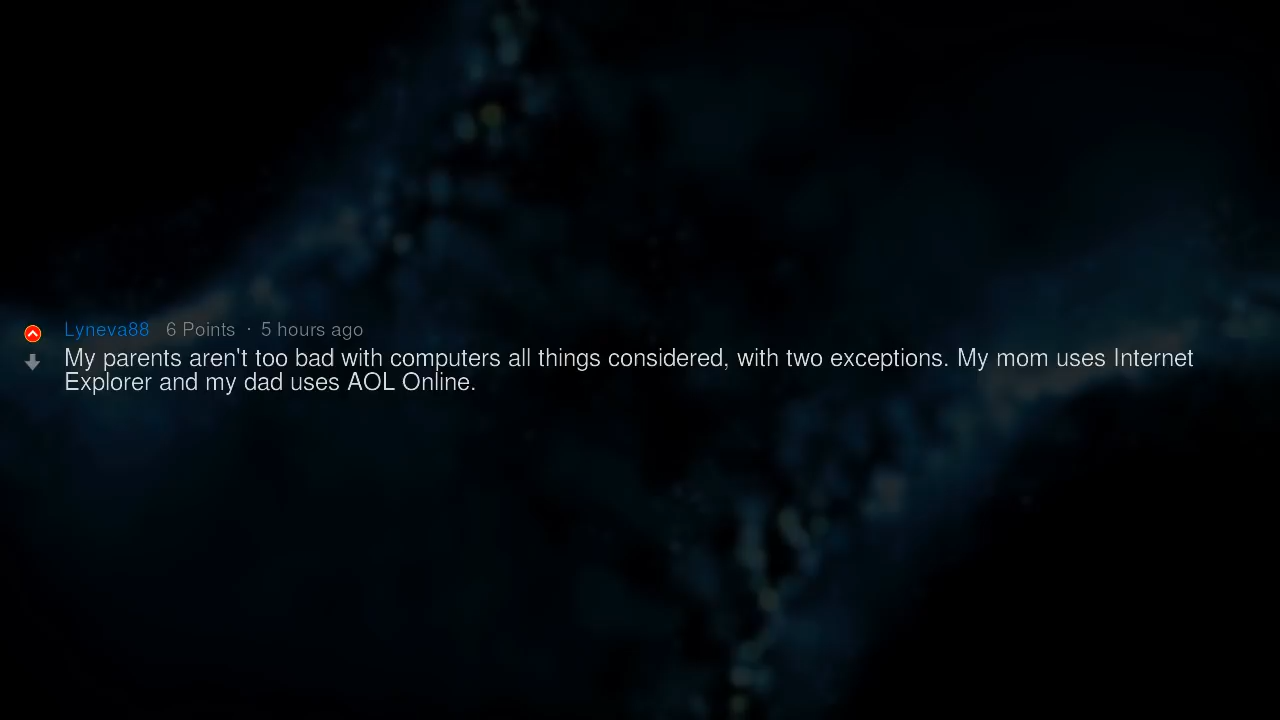 Lyneva88 6 Points · 5 hours ago
My parents aren't too bad with computers all things considered, with two exceptions. My mom uses Internet
Explorer and my dad uses AOL Online.